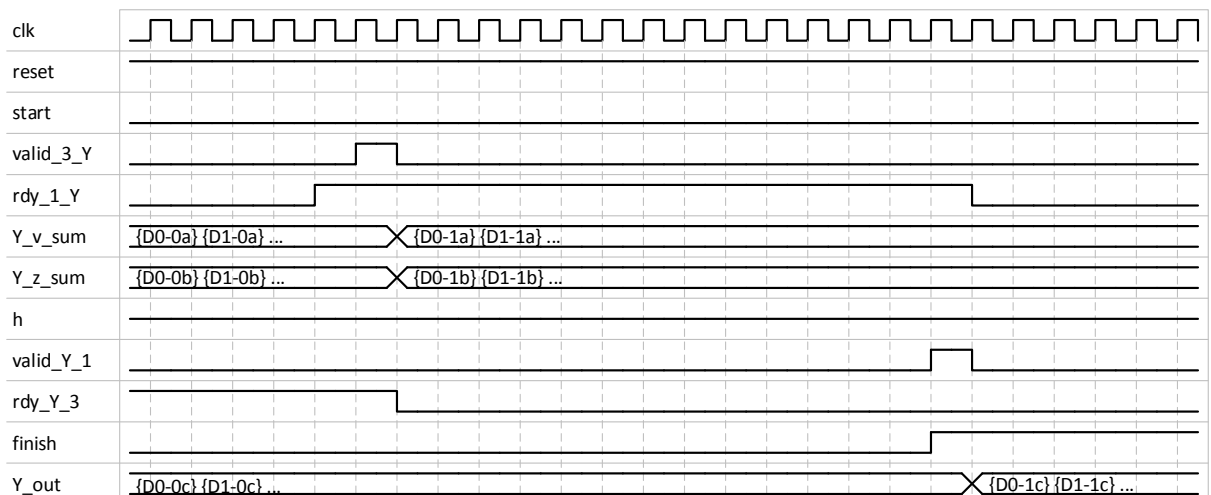 clk
reset
start
valid_3_Y
rdy_1_Y
Y_v_sum {D0-0a} {D1-0a} ... {D0-1a} {D1-1a} ...
Y_z_sum {D0-0b} {D1-0b} ... {D0-1b} {D1-1b} ...
h
valid_Y_1
rdy_Y_3
finish
Y_out {D0-0c} {D1-0c} ... {D0-1c} {D1-1c} ...